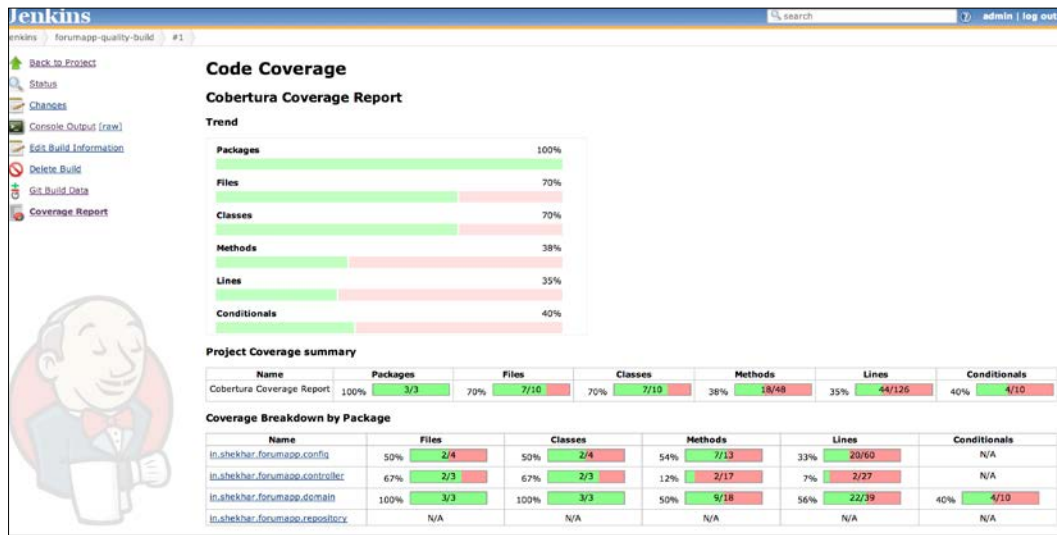 Jenkins
search
admin | log out
enkins
forumapp-quality-build
#1
Back to Project
Status
Changes
Console Output [raw]
Edit Build Information
Delete Build
Git Build Data
Coverage Report
Code Coverage
Cobertura Coverage Report
Trend
Packages 100%
Files 70%
Classes 70%
Methods 38%
Lines 35%
Conditionals 40%
Project Coverage summary
Name Packages Files Classes Methods Lines Conditionals
Cobertura Coverage Report 100% 3/3 70% 7/10 70% 7/10 38% 18/48 35% 44/126 40% 4/10
Coverage Breakdown by Package
Name Files Classes Methods Lines Conditionals
in.shekhar.forumapp.config 50% 2/4 50% 2/4 54% 7/13 33% 20/60 N/A
in.shekhar.forumapp.controller 67% 2/3 67% 2/3 12% 2/17 7% 2/27 N/A
in.shekhar.forumapp.domain 100% 3/3 100% 3/3 50% 9/18 56% 22/39 40% 4/10
in.shekhar.forumapp.repository N/A N/A N/A N/A N/A